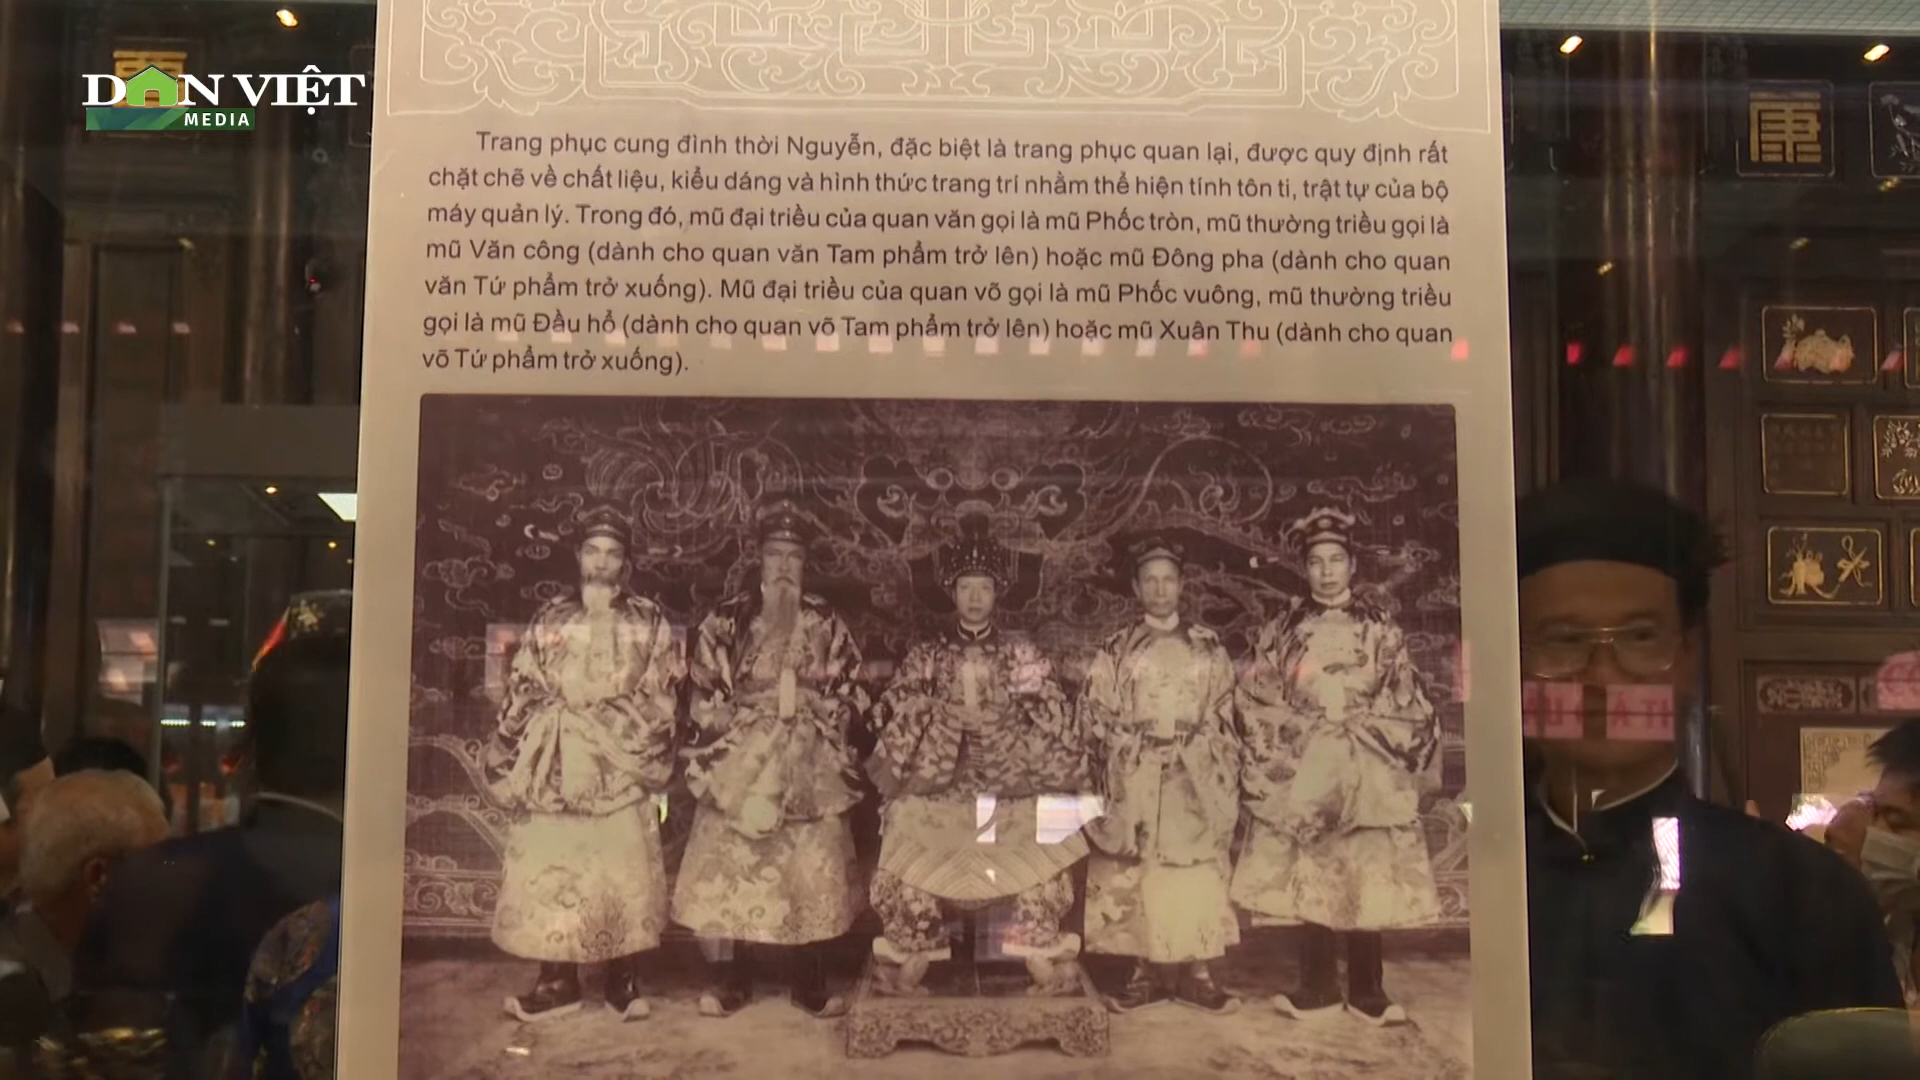 DÂN VIỆT
MEDIA
Trang phục cung đình thời Nguyễn, đặc biệt là trang phục quan lại, được quy định rất
chặt chẽ về chất liệu, kiểu dáng và hình thức trang trí nhằm thể hiện tính tôn ti, trật tự của bộ
máy quản lý. Trong đó, mũ đại triều của quan văn gọi là mũ Phốc tròn, mũ thường triều gọi là
mũ Văn công (dành cho quan văn Tam phẩm trở lên) hoặc mũ Đông pha (dành cho quan
văn Tứ phẩm trở xuống). Mũ đại triều của quan võ gọi là mũ Phốc vuông, mũ thường triều
gọi là mũ Đầu hổ (dành cho quan võ Tam phẩm trở lên) hoặc mũ Xuân Thu (dành cho quan
võ Tứ phẩm trở xuống).